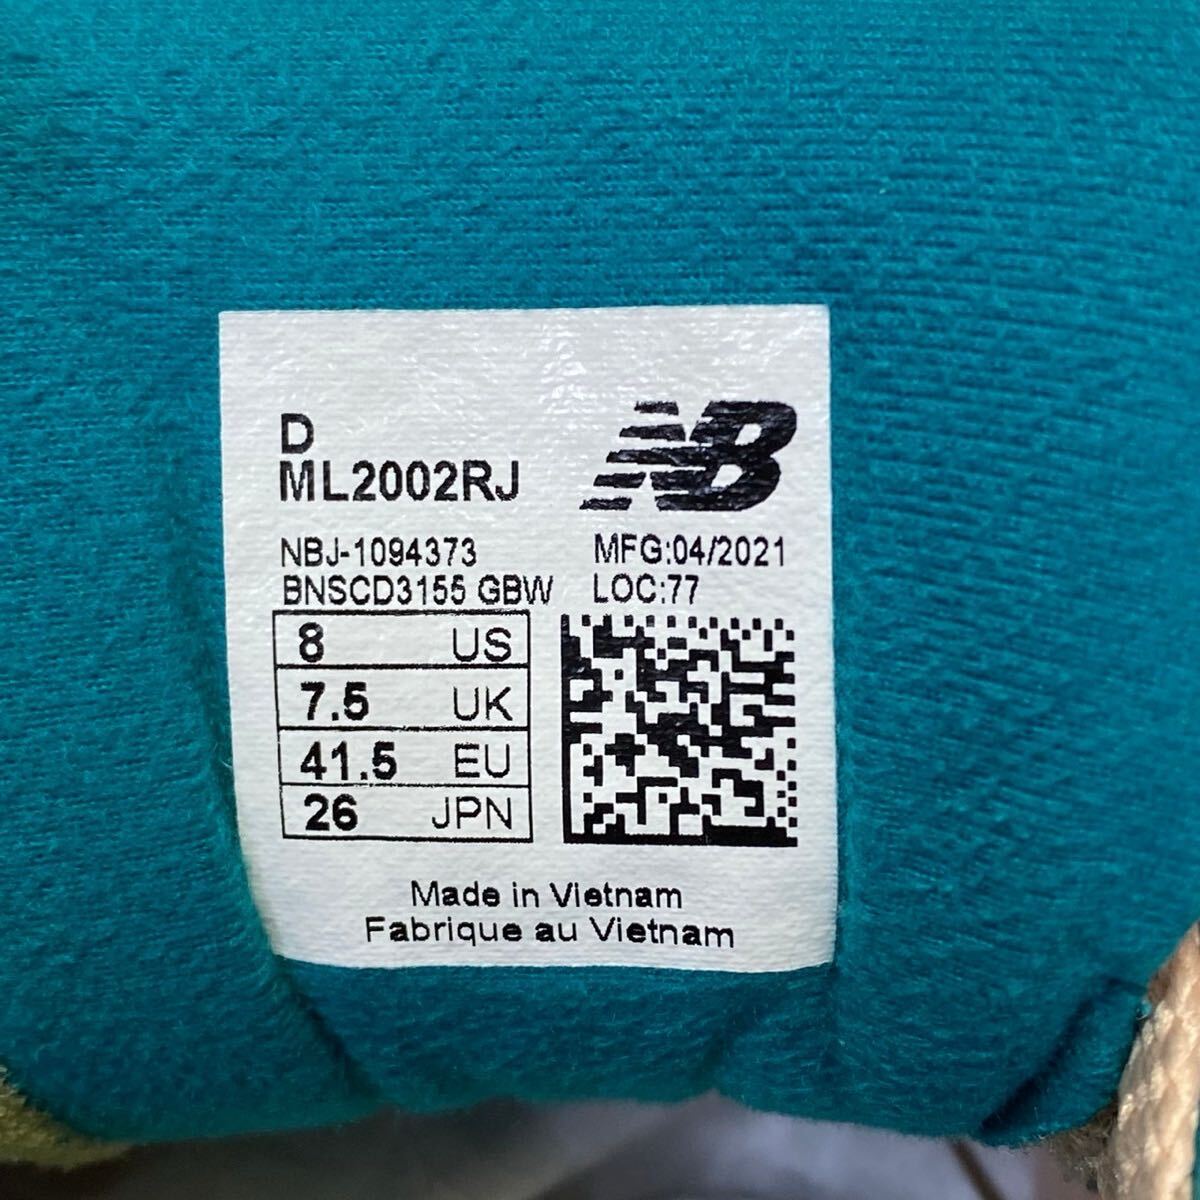 D
ML2002RJ
NB
NBJ-1094373
MFG:04/2021
BNSCD3155 GBW
LOC:77
8 US
7.5 UK
41.5 EU
26 JPN
Made in Vietnam
Fabrique au Vietnam